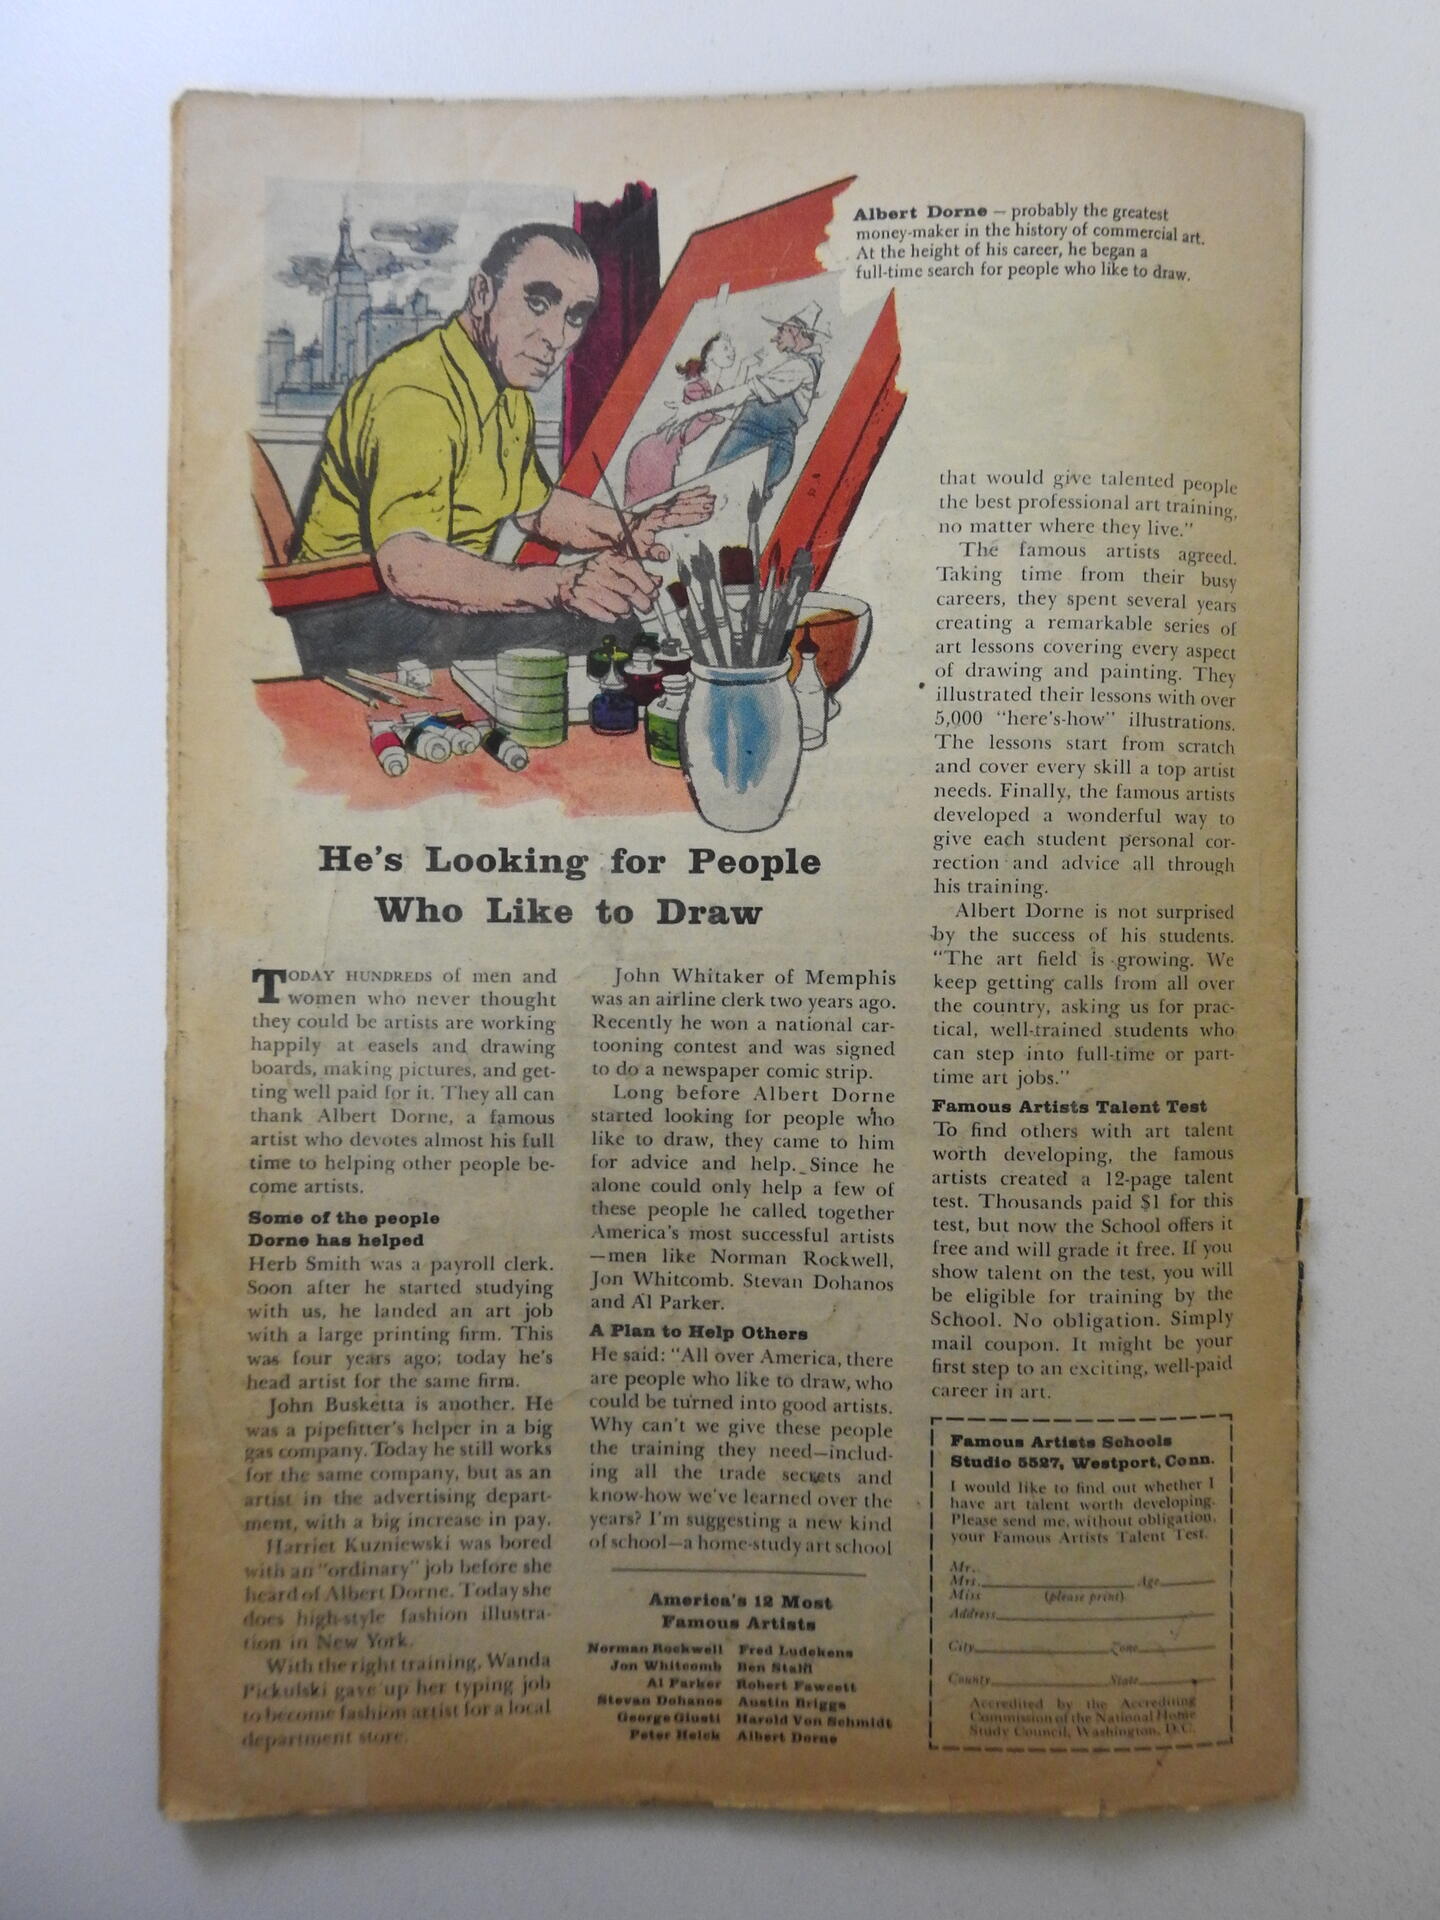 Albert Dorne — probably the greatest
money-maker in the history of commercial art.
At the height of his career, he began a
full-time search for people who like to draw.
He's Looking for People
Who Like to Draw
TODAY HUNDREDS of men and
women who never thought
they could be artists are working
happily at easels and drawing
boards, making pictures, and get-
ting well paid for it. They all can
thank Albert Dorne, a famous
artist who devotes almost his full
time to helping other people be-
come artists.
Some of the people
Dorne has helped
Herb Smith was a payroll clerk.
Soon after he started studying
with us, he landed an art job
with a large printing firm. This
was four years ago; today he's
head artist for the same firm.
John Busketta is another. He
was a pipefitter's helper in a big
gas company. Today he still works
for the same company, but as an
artist in the advertising depart-
ment, with a big increase in pay.
Harriet Kuzniewski was bored
with an "ordinary" job before she
heard of Albert Dorne. Today she
does high-style fashion illustra-
tion in New York.
With the right training, Wanda
Pickulski gave up her typing job
to become fashion artist for a local
department store.
John Whitaker of Memphis
was an airline clerk two years ago.
Recently he won a national car-
tooning contest and was signed
to do a newspaper comic strip.
Long before Albert Dorne
started looking for people who
like to draw, they came to him
for advice and help. Since he
alone could only help a few of
these people he called together
America's most successful artists
—men like Norman Rockwell,
Jon Whitcomb. Stevan Dohanos
and Al Parker.
A Plan to Help Others
He said: "All over America, there
are people who like to draw, who
could be turned into good artists.
Why can't we give these people
the training they need—includ-
ing all the trade secrets and
know-how we've learned over the
years? I'm suggesting a new kind
of school—a home-study art school
America's 12 Most
Famous Artists
Norman Rockwell Fred Ludekens
Jon Whitcomb Ben Stahl
Al Parker Robert Fawcett
Stevan Dohanos Austin Briggs
George Giusti Harold Von Schmidt
Peter Helck Albert Dorne
that would give talented people
the best professional art training,
no matter where they live."
The famous artists agreed.
Taking time from their busy
careers, they spent several years
creating a remarkable series of
art lessons covering every aspect
of drawing and painting. They
illustrated their lessons with over
5,000 "here's-how" illustrations.
The lessons start from scratch
and cover every skill a top artist
needs. Finally, the famous artists
developed a wonderful way to
give each student personal cor-
rection and advice all through
his training.
Albert Dorne is not surprised
by the success of his students.
"The art field is growing. We
keep getting calls from all over
the country, asking us for prac-
tical, well-trained students who
can step into full-time or part-
time art jobs."
Famous Artists Talent Test
To find others with art talent
worth developing, the famous
artists created a 12-page talent
test. Thousands paid $1 for this
test, but now the School offers it
free and will grade it free. If you
show talent on the test, you will
be eligible for training by the
School. No obligation. Simply
mail coupon. It might be your
first step to an exciting, well-paid
career in art.
Famous Artists Schools
Studio 5527, Westport, Conn.
I would like to find out whether I
have art talent worth developing.
Please send me, without obligation,
your Famous Artists Talent Test.
Mr.
Mrs. Age
Miss (please print)
Address
City Zone
County State
Accredited by the Accrediting
Commission of the National Home
Study Council, Washington, D.C.